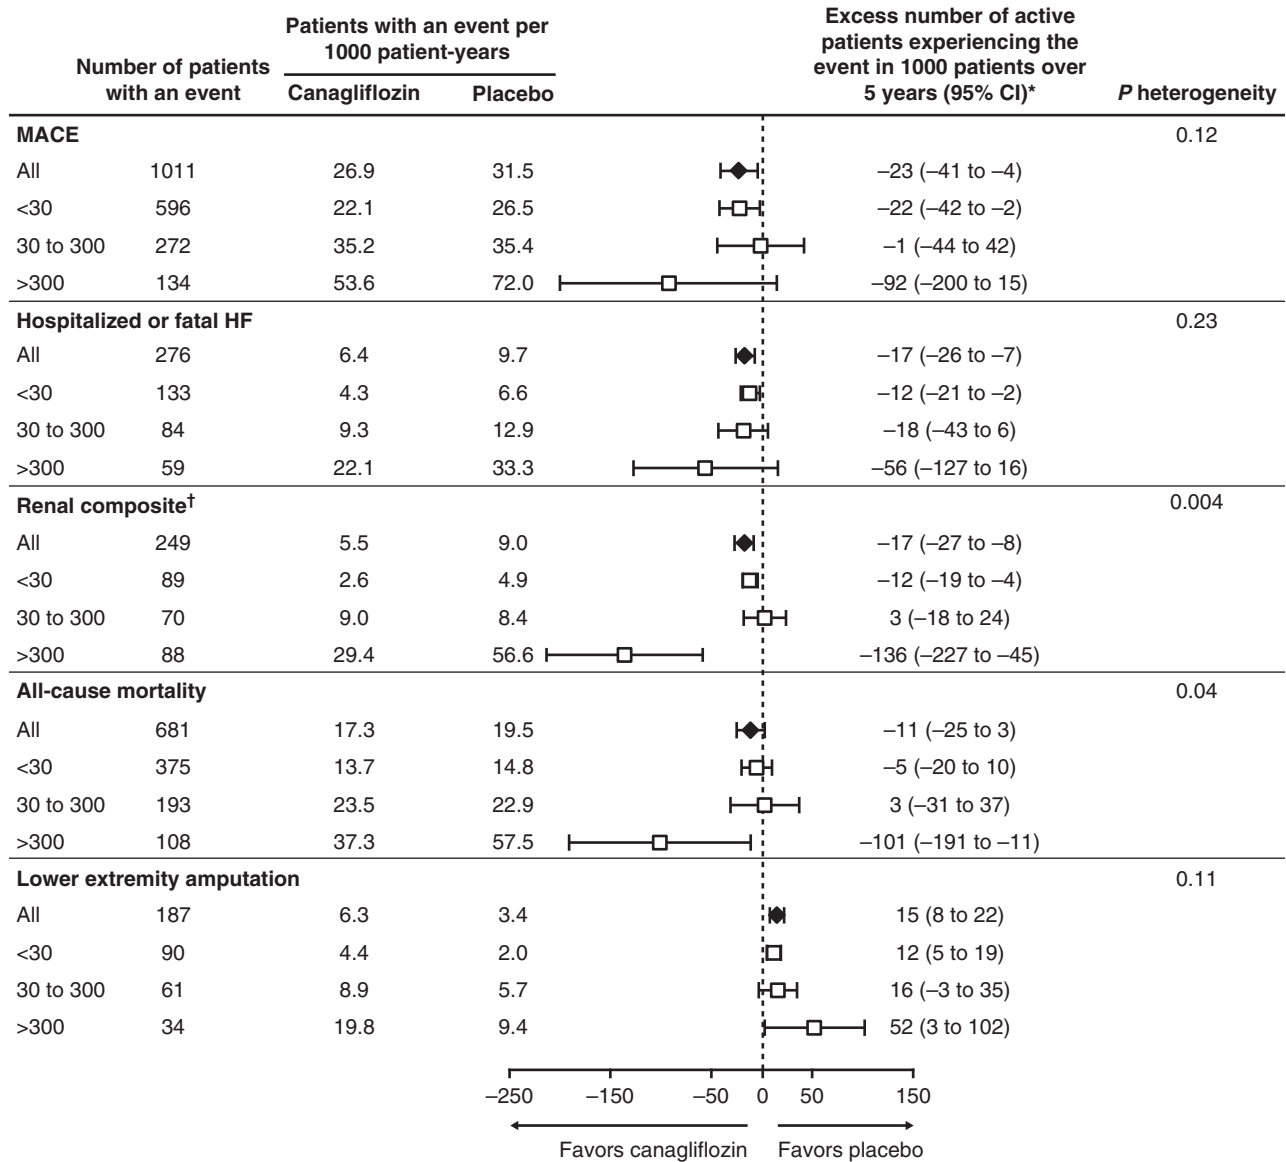 Patients with an event per
1000 patient-years
Excess number of active
patients experiencing the
event in 1000 patients over
5 years (95% CI)*
Number of patients
with an event
Canagliflozin Placebo P heterogeneity
MACE 0.12
All 1011 26.9 31.5 –23 (–41 to –4)
<30 596 22.1 26.5 –22 (–42 to –2)
30 to 300 272 35.2 35.4 –1 (–44 to 42)
>300 134 53.6 72.0 –92 (–200 to 15)
Hospitalized or fatal HF 0.23
All 276 6.4 9.7 –17 (–26 to –7)
<30 133 4.3 6.6 –12 (–21 to –2)
30 to 300 84 9.3 12.9 –18 (–43 to 6)
>300 59 22.1 33.3 –56 (–127 to 16)
Renal composite† 0.004
All 249 5.5 9.0 –17 (–27 to –8)
<30 89 2.6 4.9 –12 (–19 to –4)
30 to 300 70 9.0 8.4 3 (–18 to 24)
>300 88 29.4 56.6 –136 (–227 to –45)
All-cause mortality 0.04
All 681 17.3 19.5 –11 (–25 to 3)
<30 375 13.7 14.8 –5 (–20 to 10)
30 to 300 193 23.5 22.9 3 (–31 to 37)
>300 108 37.3 57.5 –101 (–191 to –11)
Lower extremity amputation 0.11
All 187 6.3 3.4 15 (8 to 22)
<30 90 4.4 2.0 12 (5 to 19)
30 to 300 61 8.9 5.7 16 (–3 to 35)
>300 34 19.8 9.4 52 (3 to 102)
–250 –150 –50 0 50 150
Favors canagliflozin Favors placebo